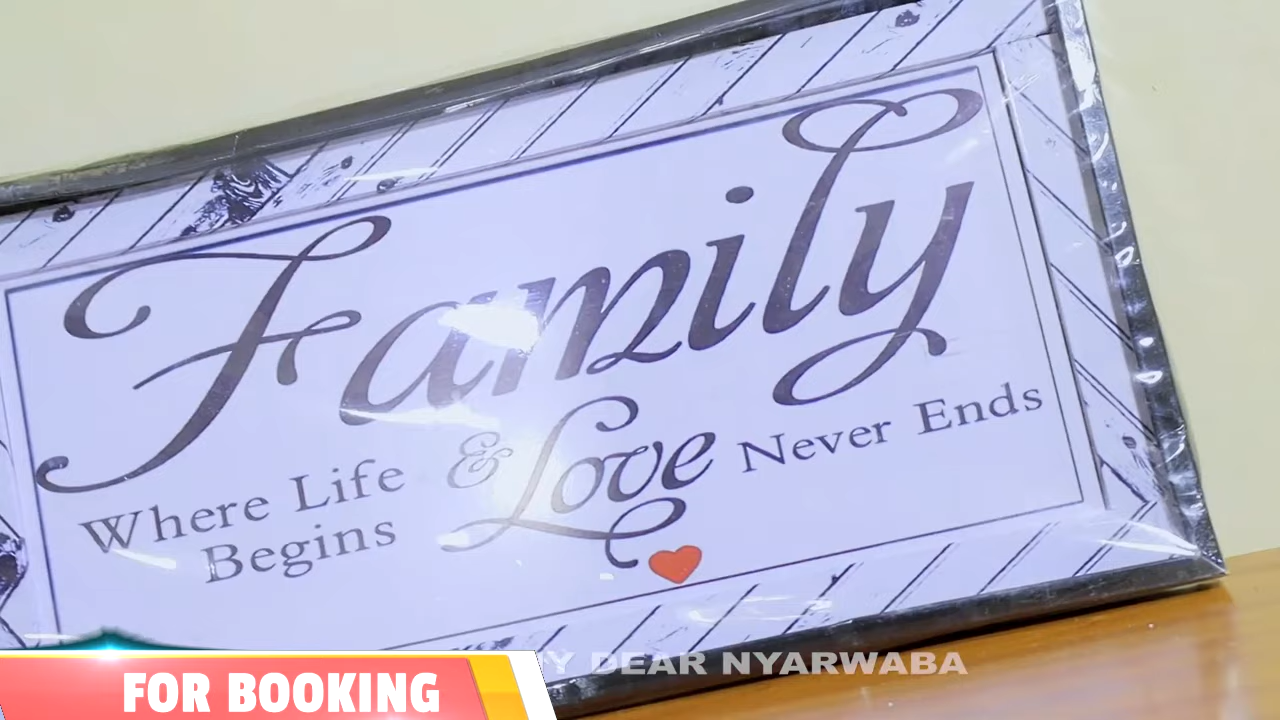 Family
Where Life
Begins
& Love Never Ends
DEAR NYARWABA
FOR BOOKING